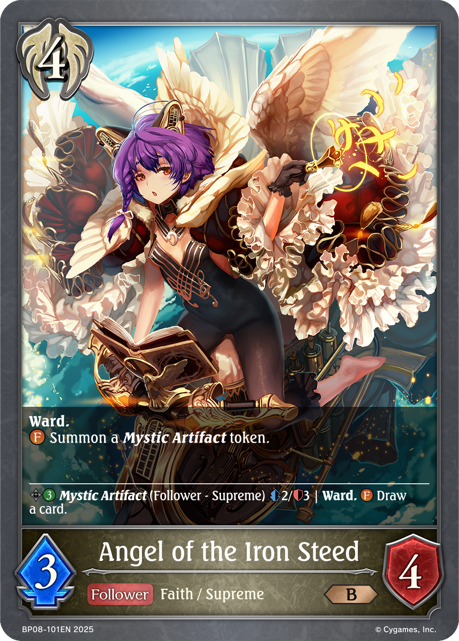 4
Ward.
F Summon a Mystic Artifact token.
3 Mystic Artifact (Follower - Supreme) 2/3 | Ward. F Draw
a card.
Angel of the Iron Steed
3
Follower Faith / Supreme B
4
BP08-101EN 2025 © Cygames, Inc.